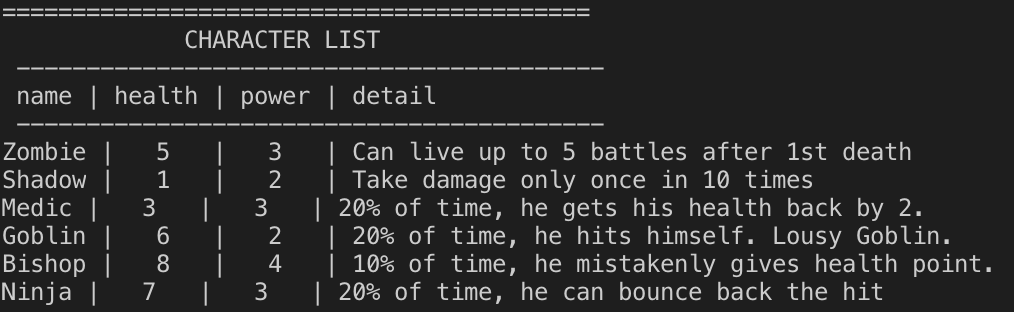 ==========================================
             CHARACTER LIST
 ------------------------------------------
 name | health | power | detail
 ------------------------------------------
Zombie |   5   |   3   | Can live up to 5 battles after 1st death
Shadow |   1   |   2   | Take damage only once in 10 times
Medic |   3   |   3   | 20% of time, he gets his health back by 2.
Goblin |   6   |   2   | 20% of time, he hits himself. Lousy Goblin.
Bishop |   8   |   4   | 10% of time, he mistakenly gives health point.
Ninja |   7   |   3   | 20% of time, he can bounce back the hit